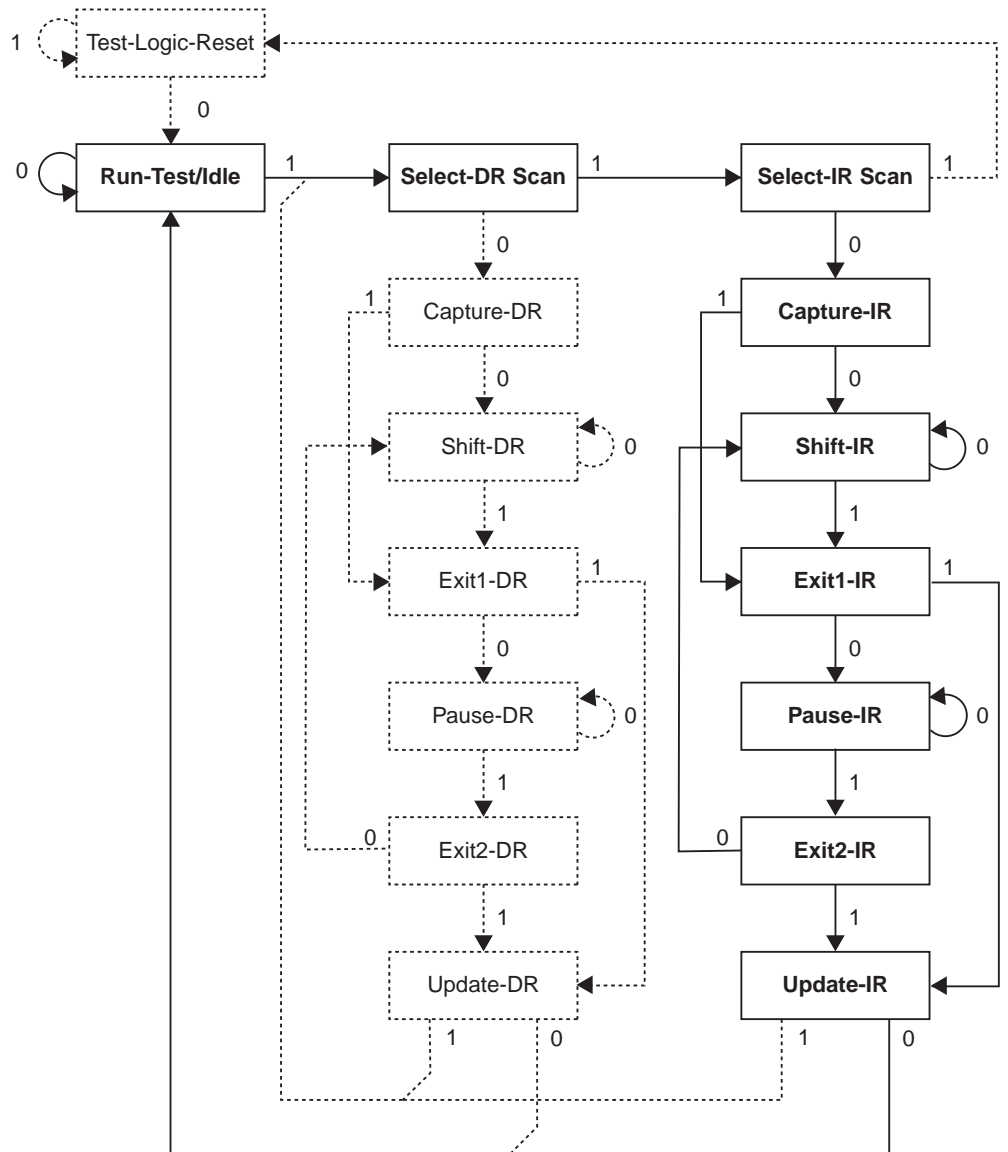 1 Test-Logic-Reset
0
0 Run-Test/Idle 1 Select-DR Scan 1 Select-IR Scan 1
0 0
1 Capture-DR 1 Capture-IR
0 0
Shift-DR 0 Shift-IR 0
1 1
Exit1-DR 1 Exit1-IR 1
0 0
Pause-DR 0 Pause-IR 0
1 1
0 Exit2-DR 0 Exit2-IR
1 1
Update-DR Update-IR
1 0 1 0